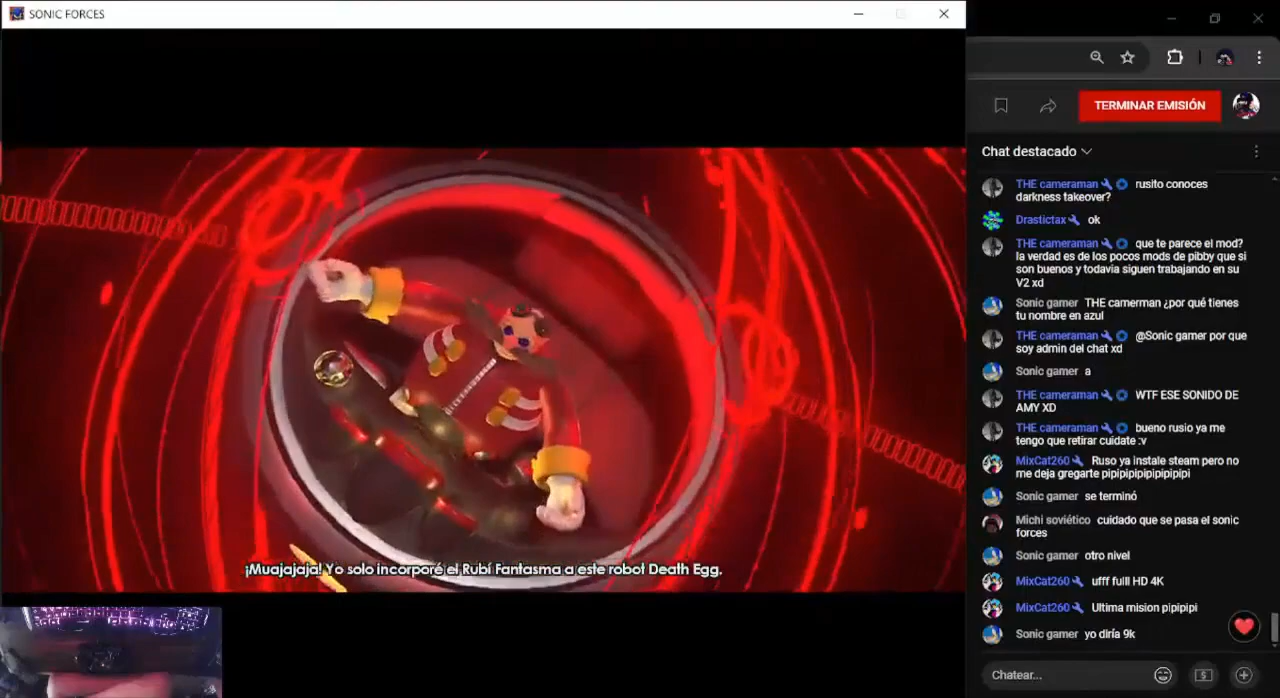 SONIC FORCES
TERMINAR EMISIÓN
Chat destacado
THE cameraman rusito conoces
darkness takeover?
Drastictax ok
THE cameraman que te parece el mod?
la verdad es de los pocos mods de pibby que si
son buenos y todavia siguen trabajando en su
V2 xd
Sonic gamer THE camerman ¿por qué tienes
tu nombre en azul
THE cameraman @Sonic gamer por que
soy admin del chat xd
Sonic gamer a
THE cameraman WTF ESE SONIDO DE
AMY XD
THE cameraman bueno rusio ya me
tengo que retirar cuidate :v
MixCat260 Ruso ya instale steam pero no
me deja gregarte pipipipipipipipipi
Sonic gamer se terminó
Michi soviético cuidado que se pasa el sonic
forces
Sonic gamer otro nivel
MixCat260 ufff fulll HD 4K
MixCat260 Ultima mision pipipipi
Sonic gamer yo diría 9k
Chatear...
¡Muajajaja! Yo solo incorporé el Rubí Fantasma a este robot Death Egg.